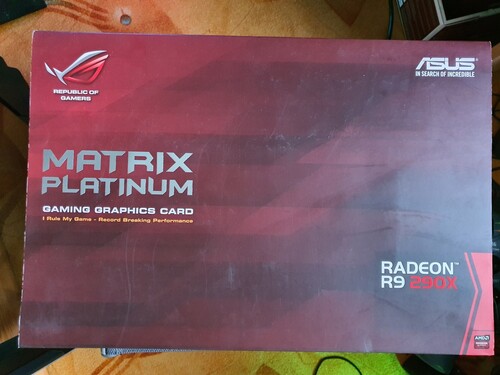 REPUBLIC OF
GAMERS
ASUS
IN SEARCH OF INCREDIBLE
MATRIX
PLATINUM
GAMING GRAPHICS CARD
I Rule My Game - Record Breaking Performance
RADEON™
R9 290X
AMD